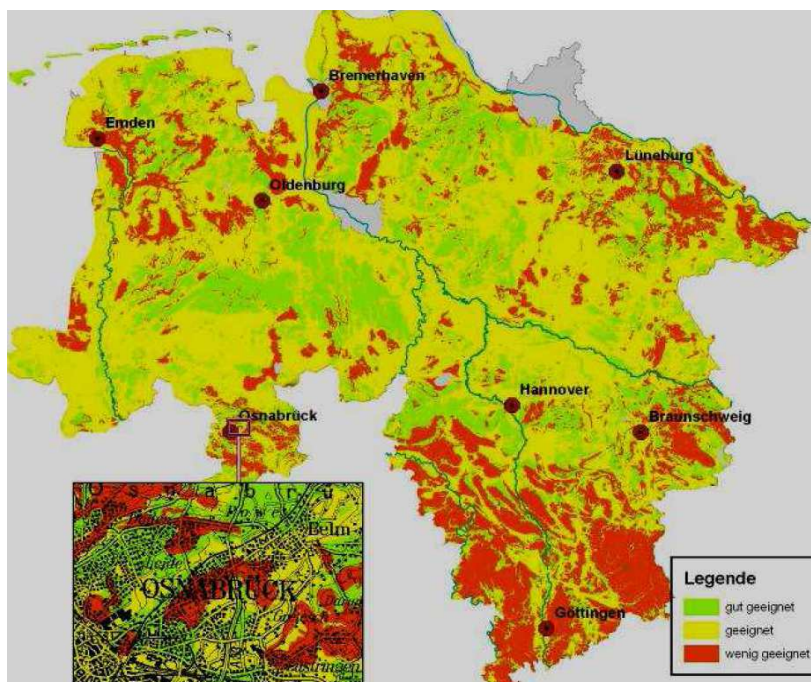 Bremerhaven
Emden
Lüneburg
Oldenburg
Hannover
Osnabrück
Braunschweig
O s n a b r ü
Belm
OSNABRÜCK
Göttingen
Legende
gut geeignet
geeignet
wenig geeignet